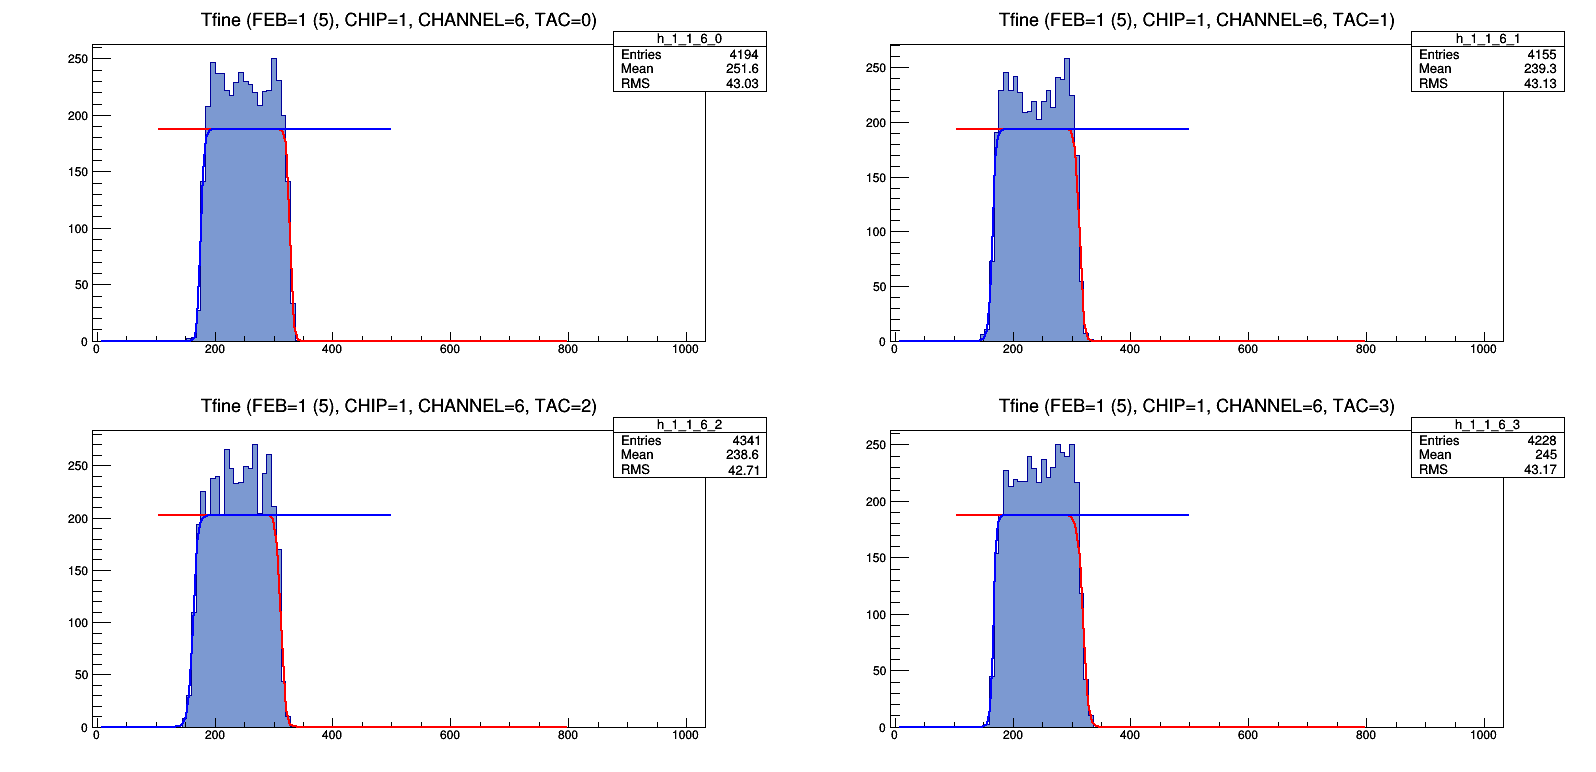 Tfine (FEB=1 (5), CHIP=1, CHANNEL=6, TAC=0)
h_1_1_6_0
Entries 4194
Mean 251.6
RMS 43.03
250
200
150
100
50
0
0 200 400 600 800 1000
Tfine (FEB=1 (5), CHIP=1, CHANNEL=6, TAC=1)
h_1_1_6_1
Entries 4155
Mean 239.3
RMS 43.13
250
200
150
100
50
0
0 200 400 600 800 1000
Tfine (FEB=1 (5), CHIP=1, CHANNEL=6, TAC=2)
h_1_1_6_2
Entries 4341
Mean 238.6
RMS 42.71
250
200
150
100
50
0
0 200 400 600 800 1000
Tfine (FEB=1 (5), CHIP=1, CHANNEL=6, TAC=3)
h_1_1_6_3
Entries 4228
Mean 245
RMS 43.17
250
200
150
100
50
0
0 200 400 600 800 1000